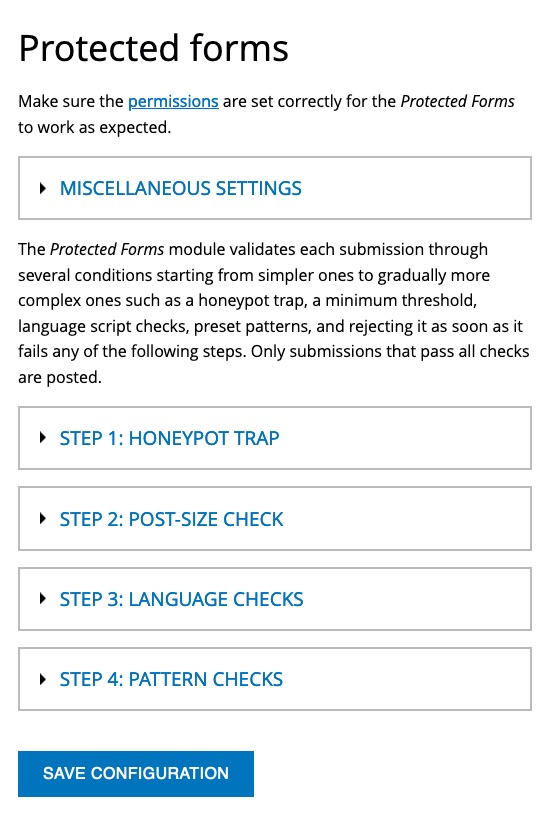 Protected forms
Make sure the permissions are set correctly for the Protected Forms
to work as expected.
MISCELLANEOUS SETTINGS
The Protected Forms module validates each submission through
several conditions starting from simpler ones to gradually more
complex ones such as a honeypot trap, a minimum threshold,
language script checks, preset patterns, and rejecting it as soon as it
fails any of the following steps. Only submissions that pass all checks
are posted.
STEP 1: HONEYPOT TRAP
STEP 2: POST-SIZE CHECK
STEP 3: LANGUAGE CHECKS
STEP 4: PATTERN CHECKS
SAVE CONFIGURATION